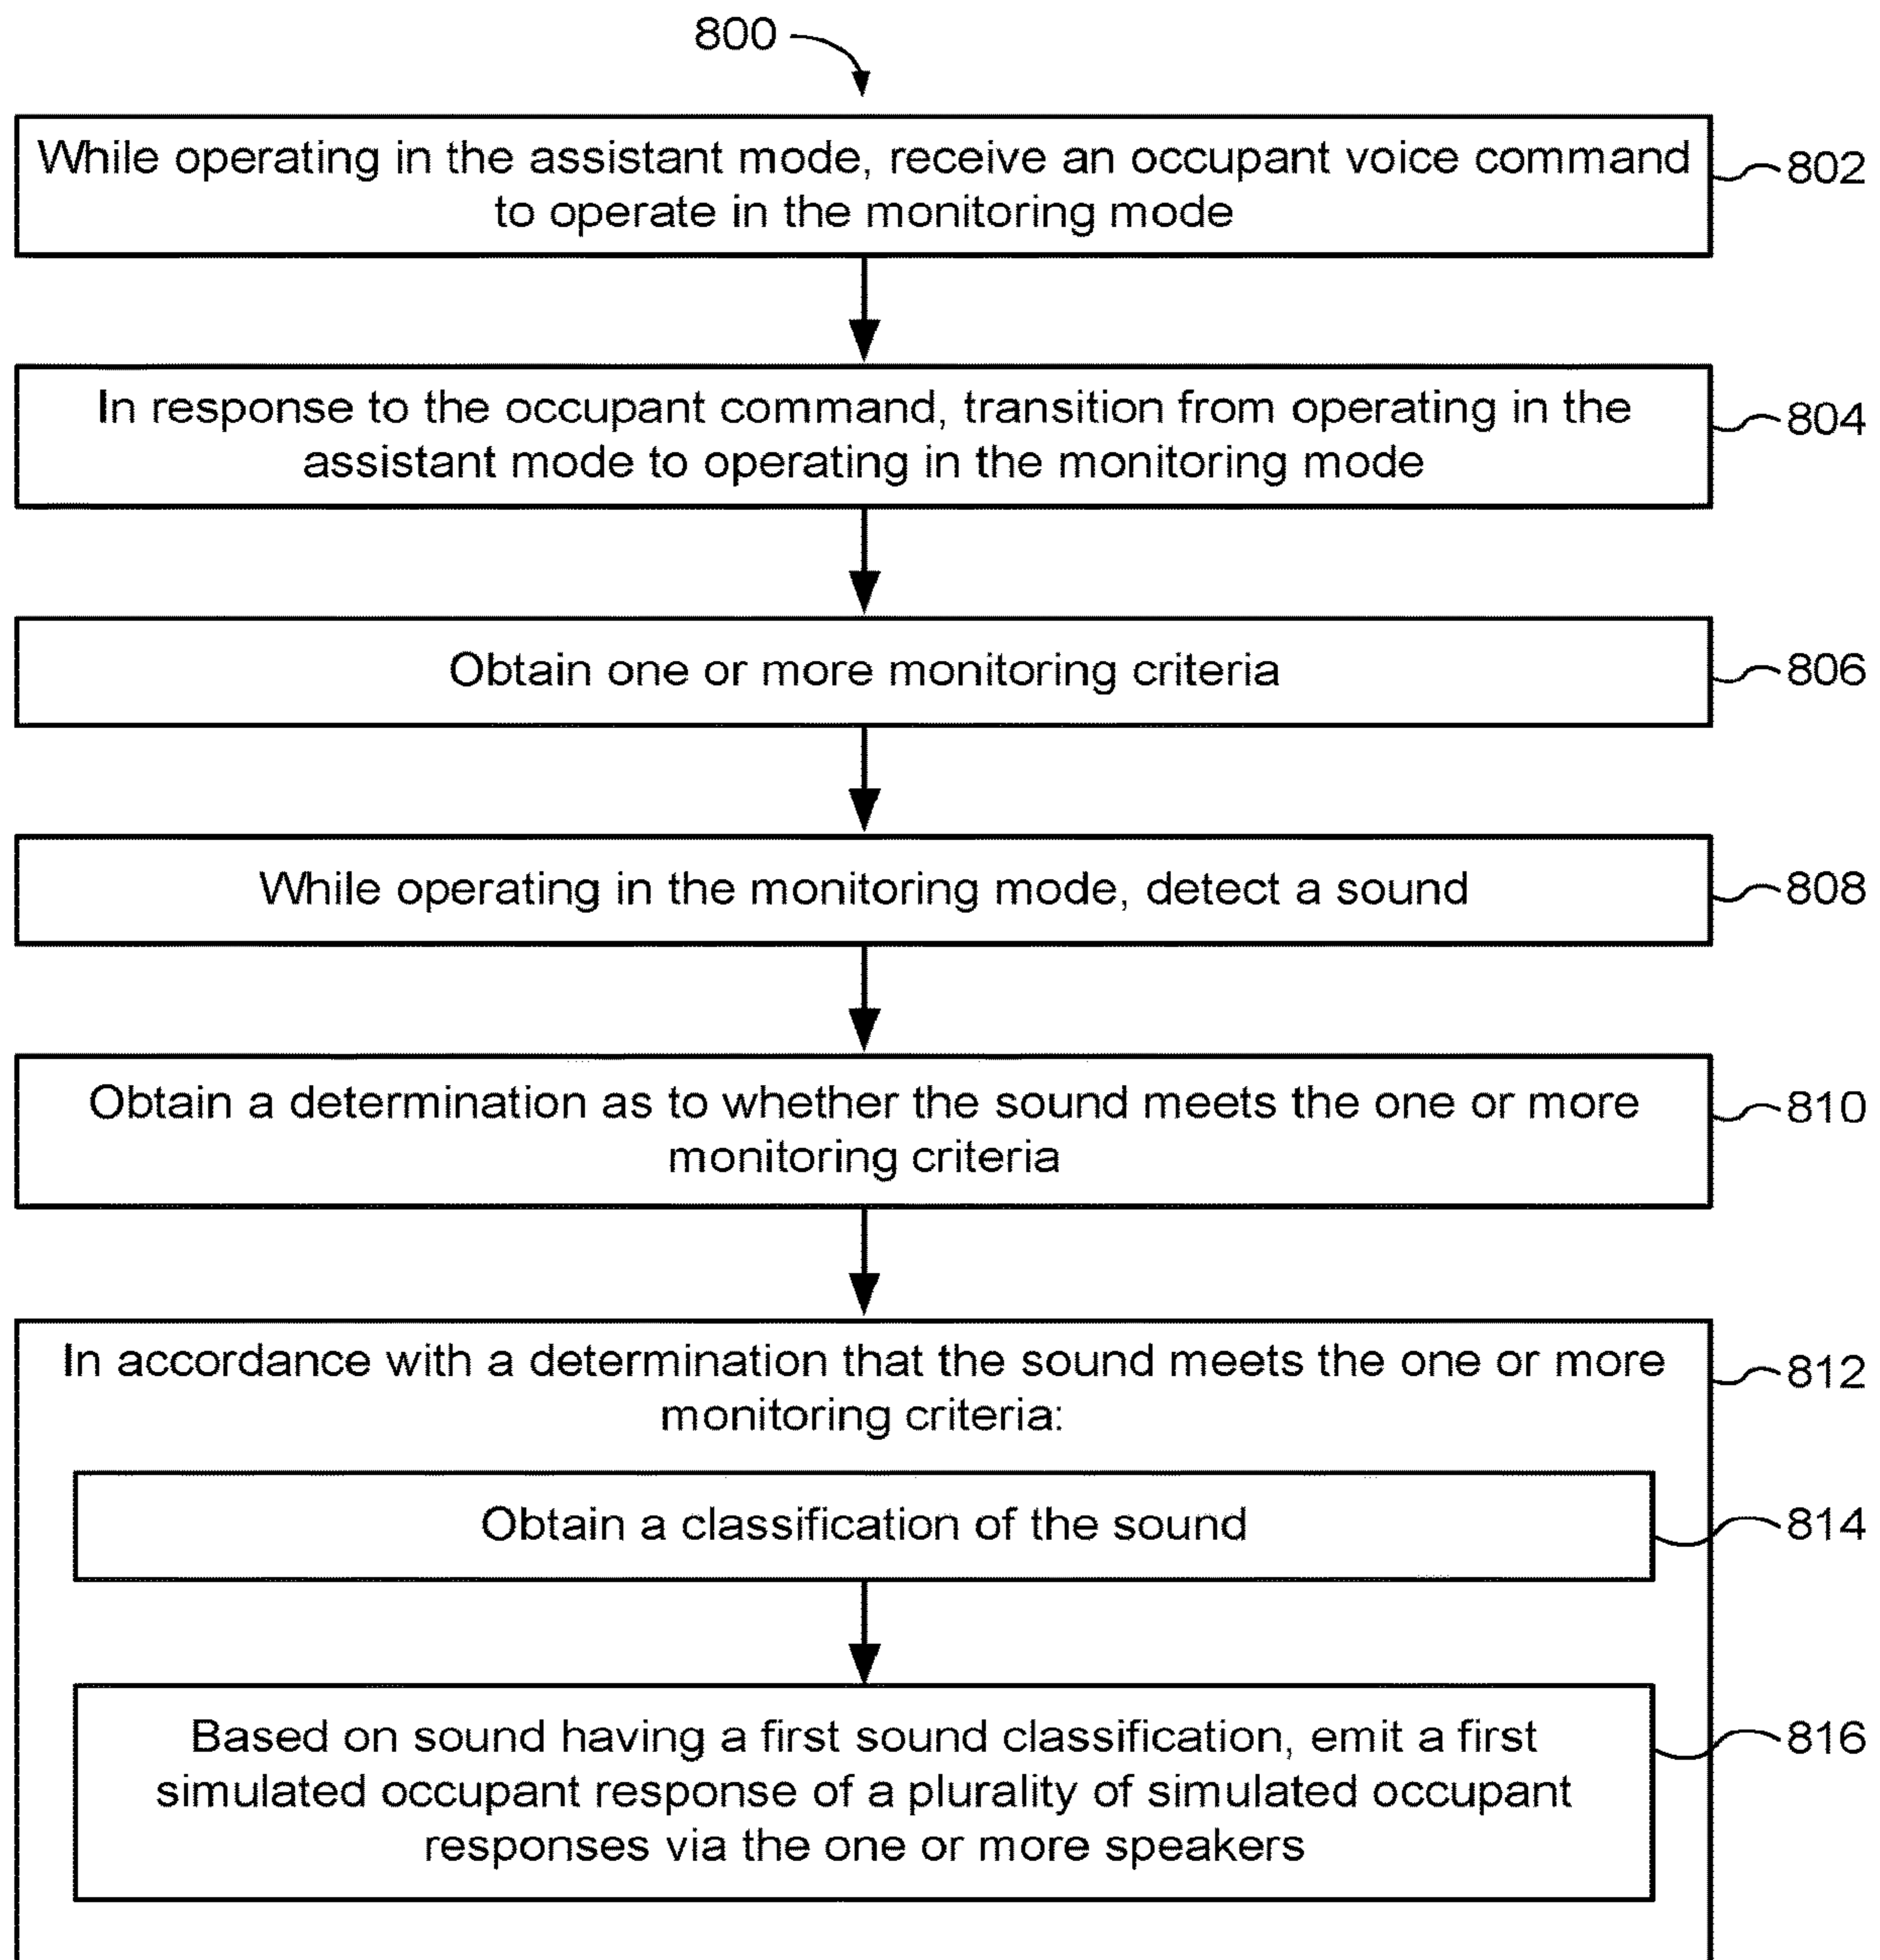 800
While operating in the assistant mode, receive an occupant voice command
to operate in the monitoring mode
802
In response to the occupant command, transition from operating in the
assistant mode to operating in the monitoring mode
804
Obtain one or more monitoring criteria
806
While operating in the monitoring mode, detect a sound
808
Obtain a determination as to whether the sound meets the one or more
monitoring criteria
810
In accordance with a determination that the sound meets the one or more
monitoring criteria:
812
Obtain a classification of the sound
814
Based on sound having a first sound classification, emit a first
simulated occupant response of a plurality of simulated occupant
responses via the one or more speakers
816